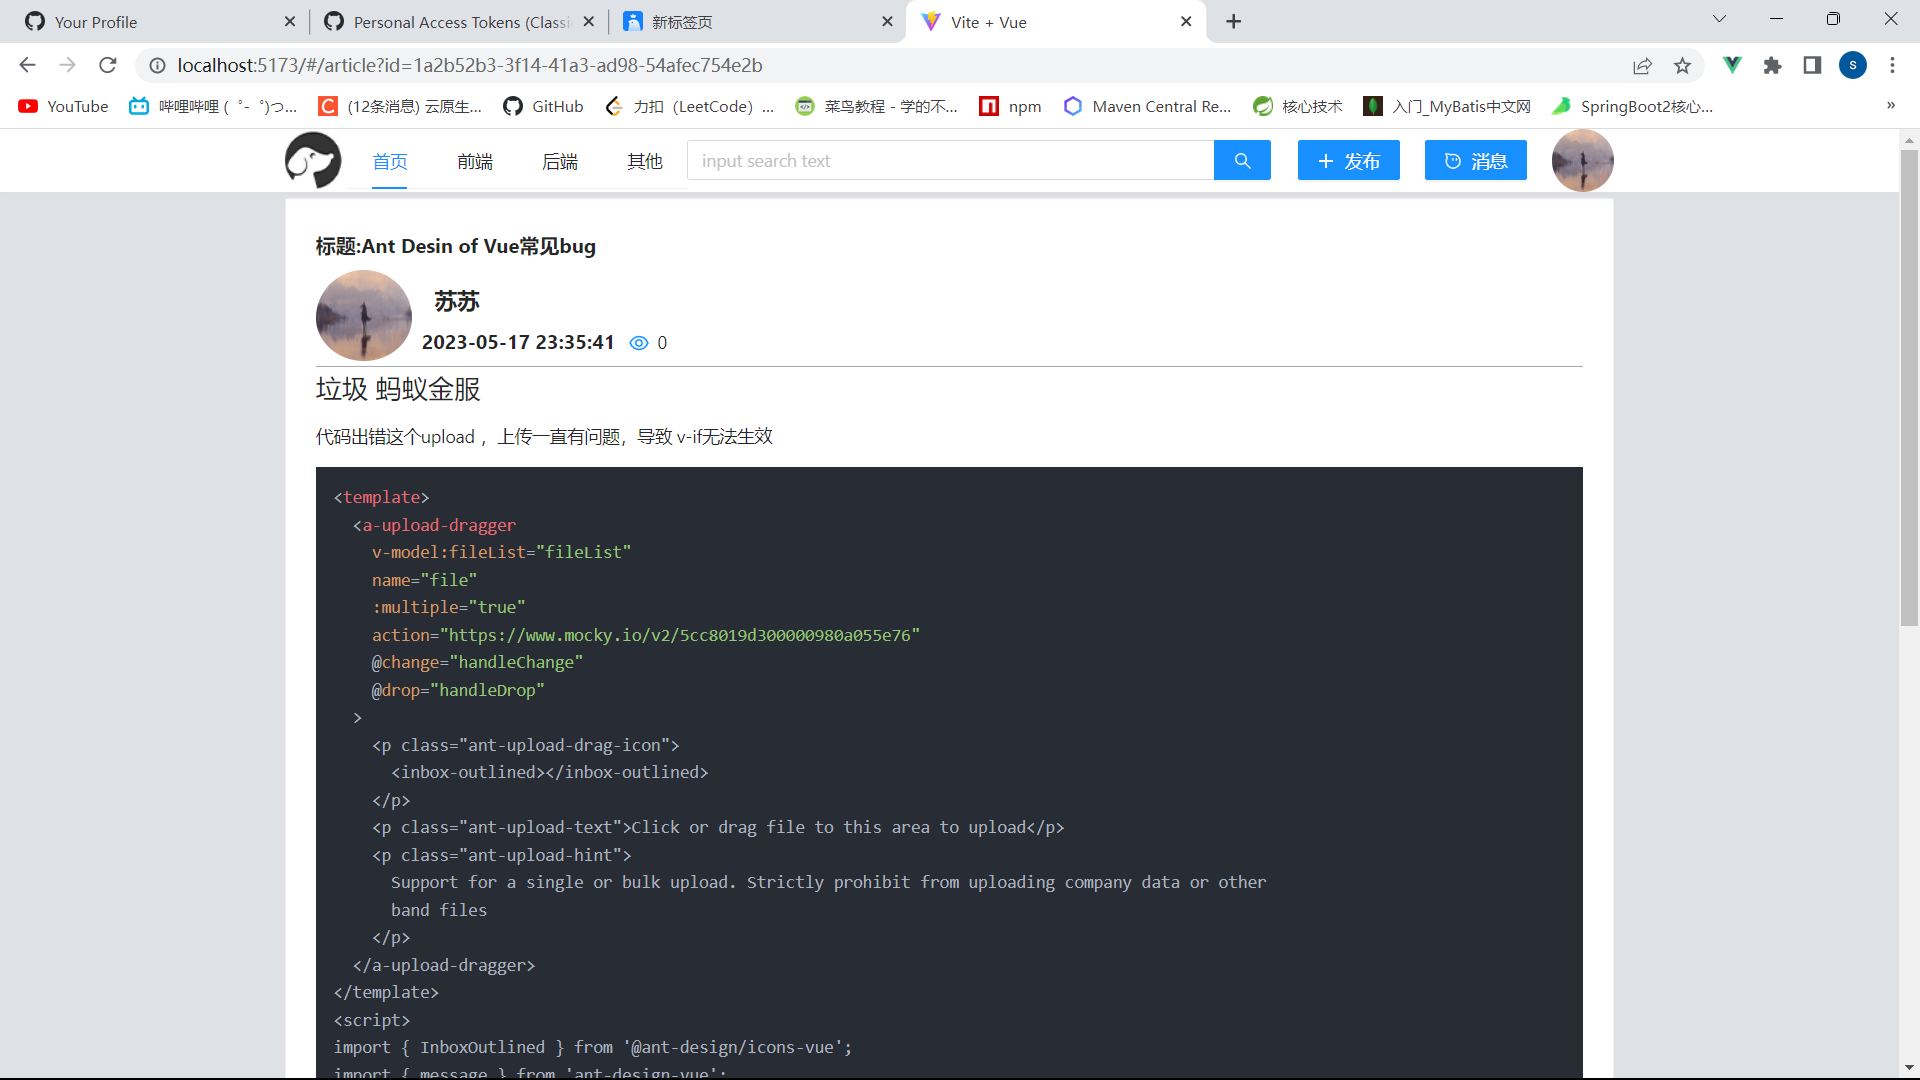 Your Profile
Personal Access Tokens (Classi
新标签页
Vite + Vue
localhost:5173/#/article?id=1a2b52b3-3f14-41a3-ad98-54afec754e2b
S
YouTube
哔哩哔哩 (゜-゜)つ...
(12条消息) 云原生...
GitHub
力扣（LeetCode）...
菜鸟教程 - 学的不...
npm
Maven Central Re...
核心技术
入门_MyBatis中文网
SpringBoot2核心...
»
首页
前端
后端
其他
input search text
+ 发布
消息
标题:Ant Desin of Vue常见bug
苏苏
2023-05-17 23:35:41 0
垃圾 蚂蚁金服
代码出错这个upload ，上传一直有问题，导致 v-if无法生效
<template>
<a-upload-dragger
v-model:fileList="fileList"
name="file"
:multiple="true"
action="https://www.mocky.io/v2/5cc8019d300000980a055e76"
@change="handleChange"
@drop="handleDrop"
>
<p class="ant-upload-drag-icon">
<inbox-outlined></inbox-outlined>
</p>
<p class="ant-upload-text">Click or drag file to this area to upload</p>
<p class="ant-upload-hint">
Support for a single or bulk upload. Strictly prohibit from uploading company data or other
band files
</p>
</a-upload-dragger>
</template>
<script>
import { InboxOutlined } from '@ant-design/icons-vue';
import { message } from 'ant-design-vue';